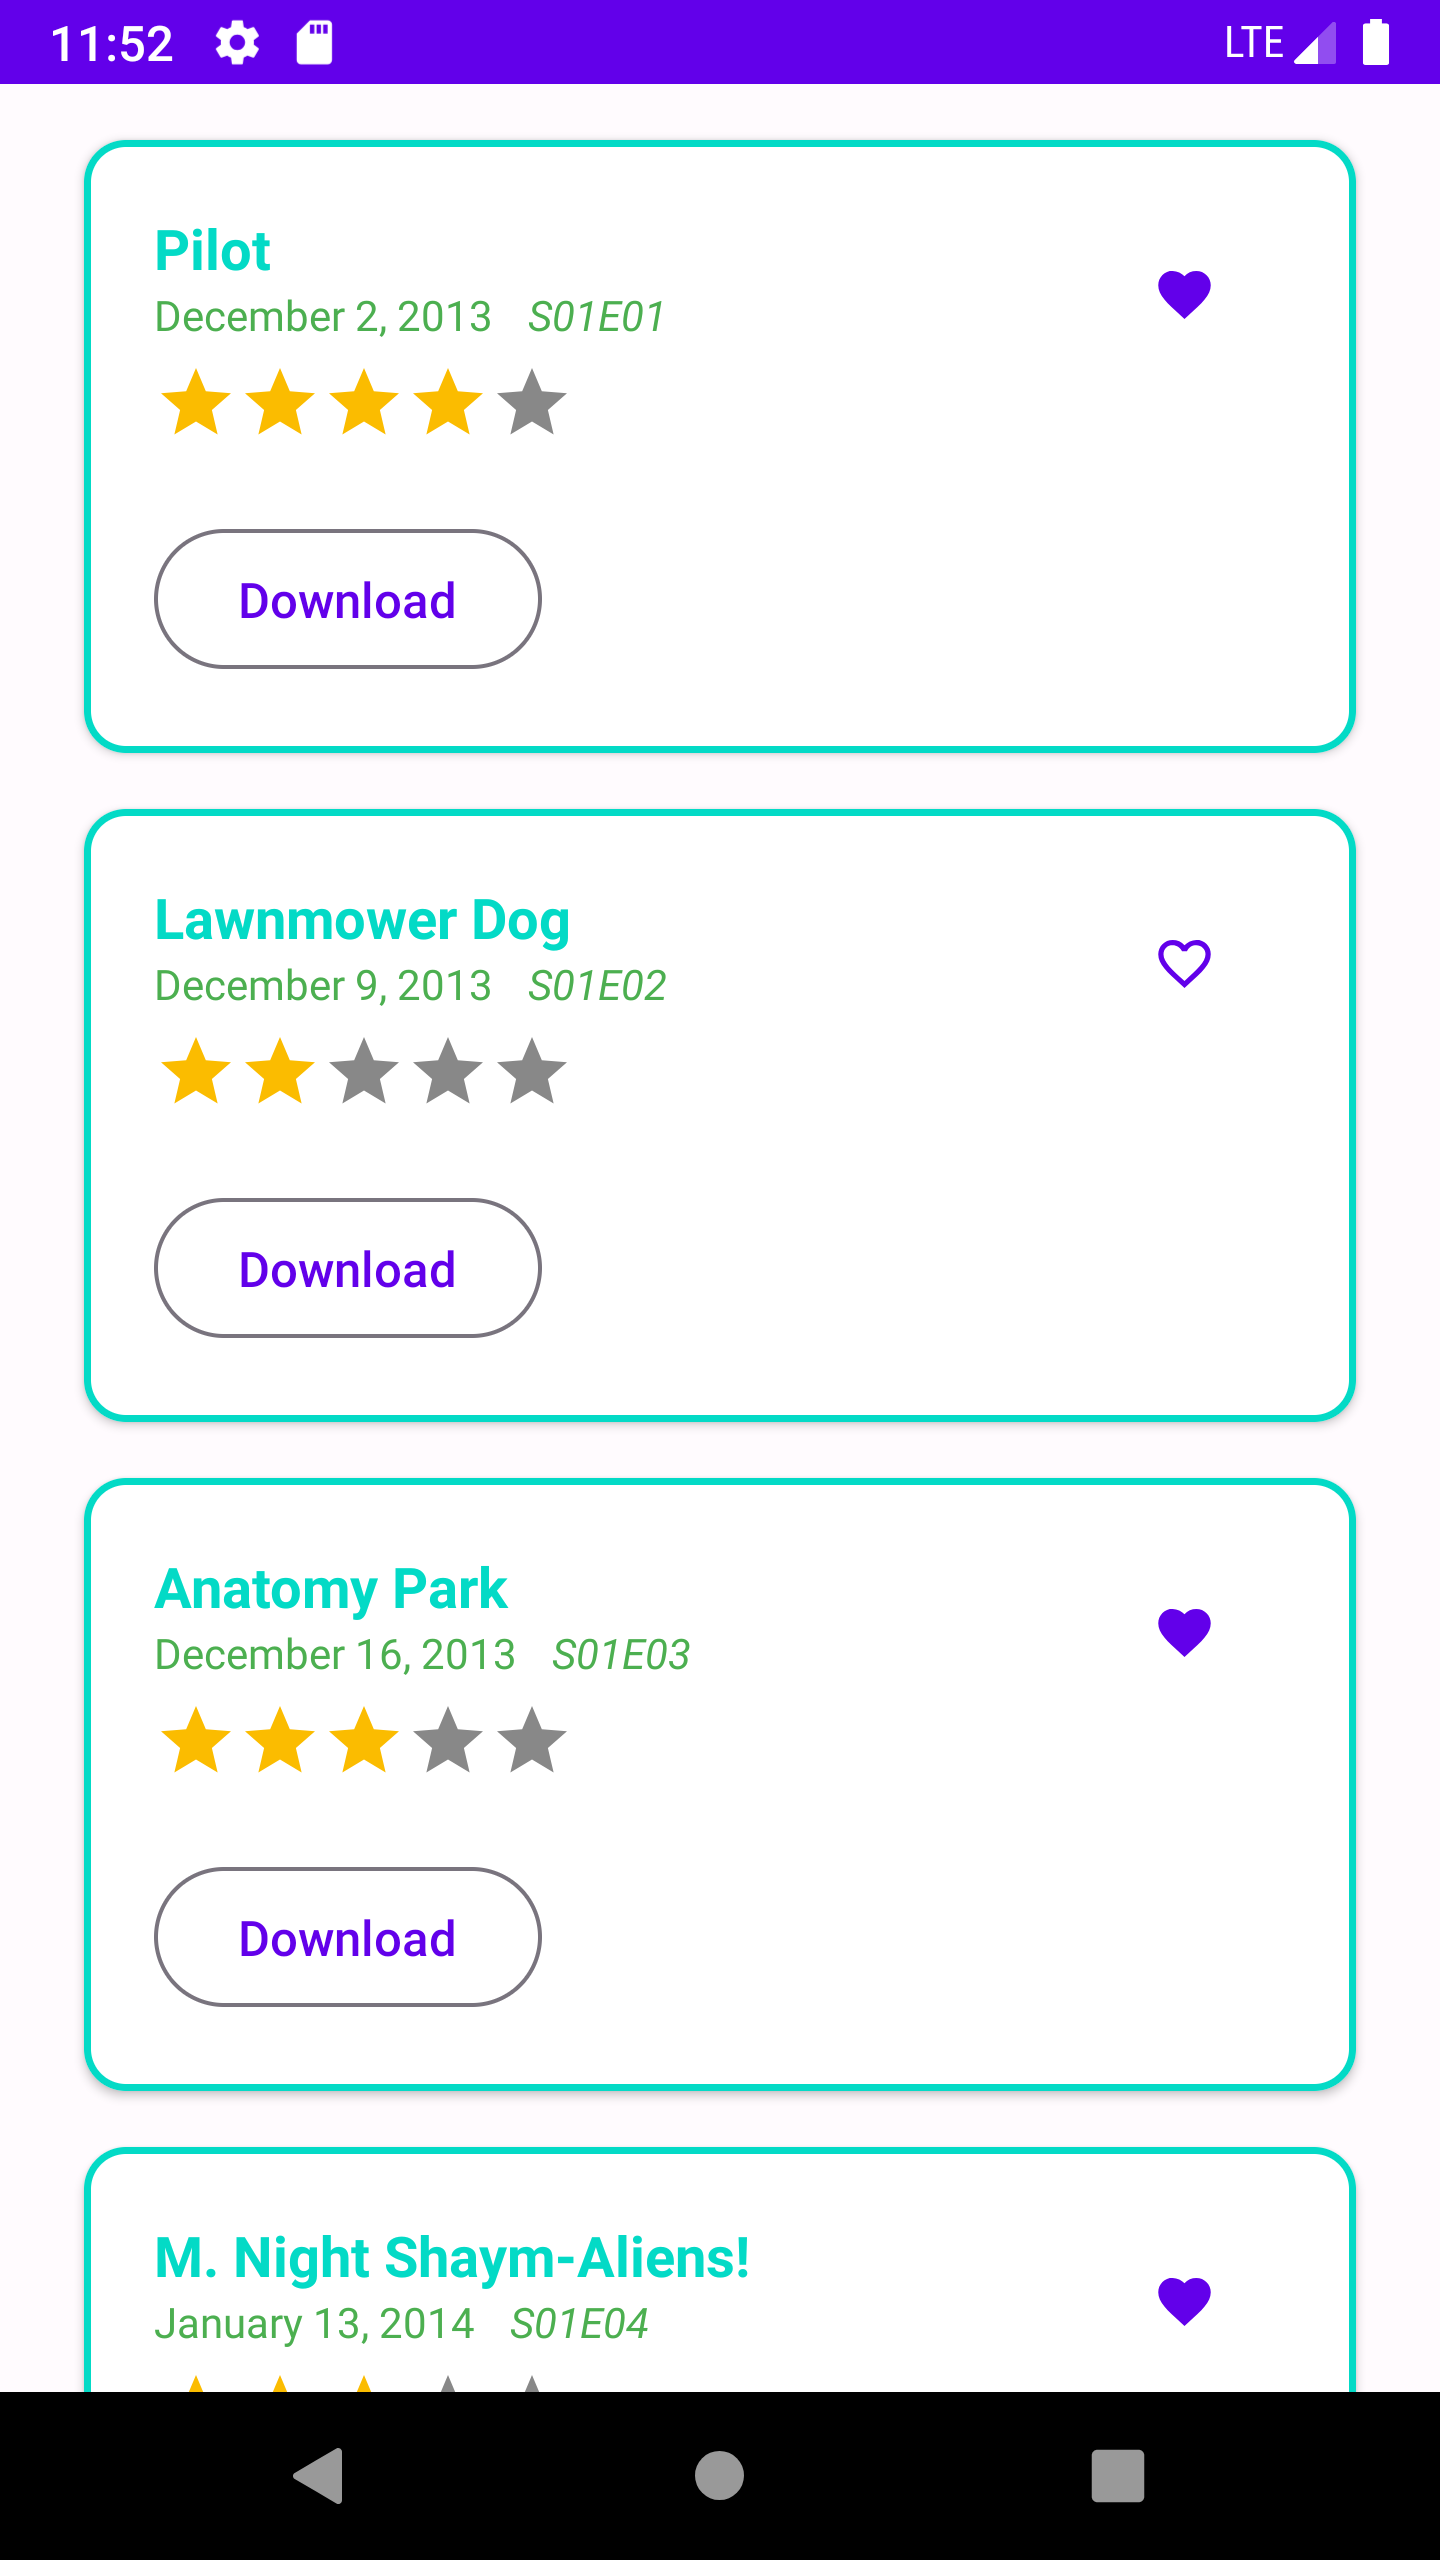 11:52 LTE
Pilot
December 2, 2013 S01E01
Download
Lawnmower Dog
December 9, 2013 S01E02
Download
Anatomy Park
December 16, 2013 S01E03
Download
M. Night Shaym-Aliens!
January 13, 2014 S01E04